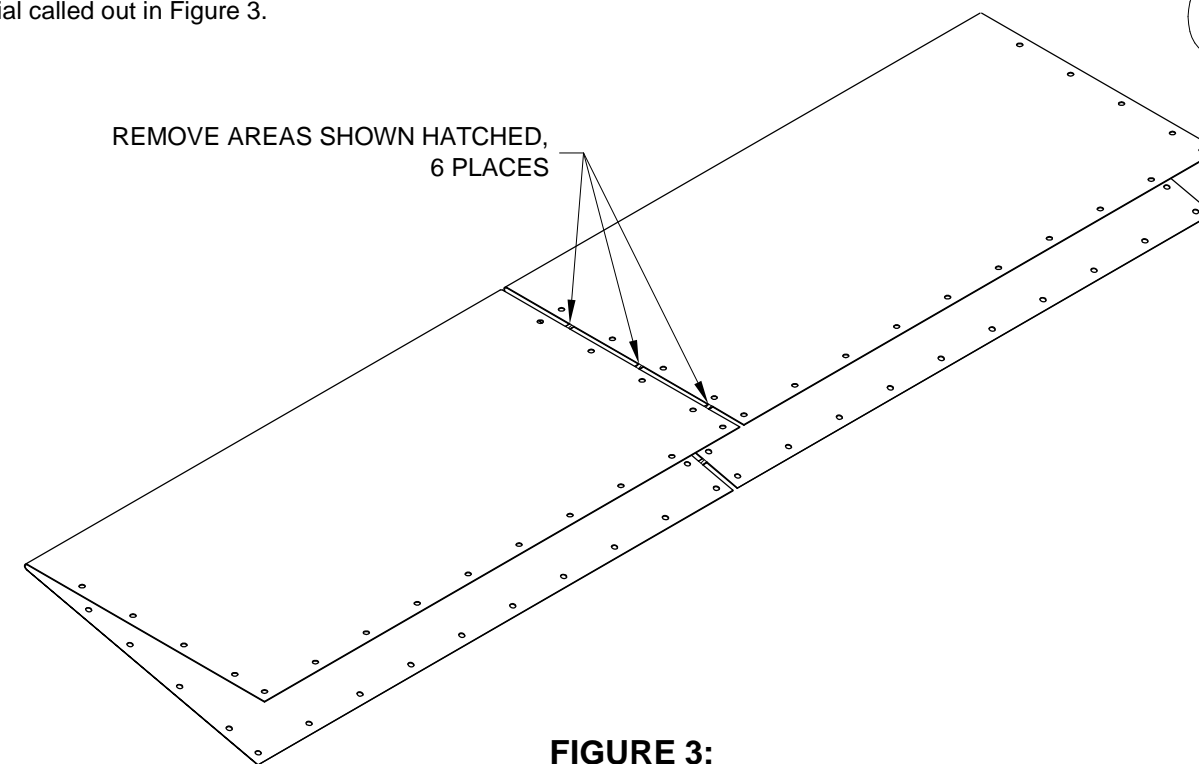 ial called out in Figure 3.
REMOVE AREAS SHOWN HATCHED,
6 PLACES
FIGURE 3: